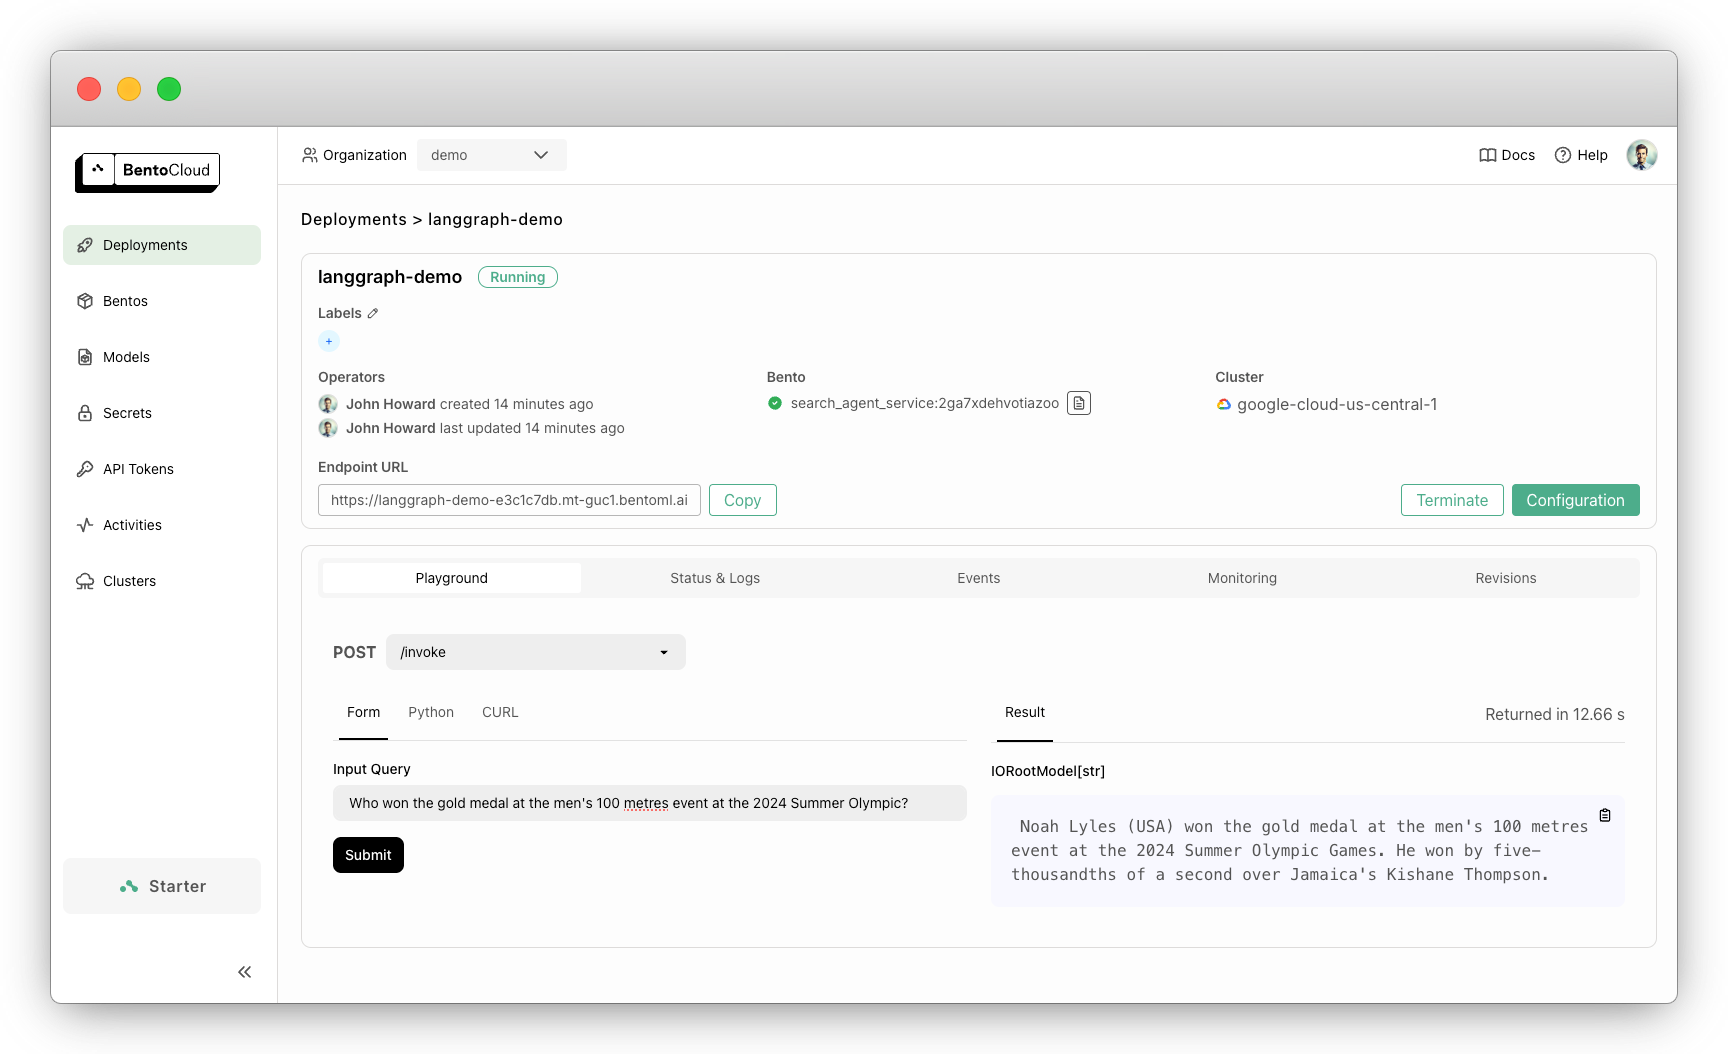 BentoCloud
Organization
demo
Docs
Help
Deployments
Bentos
Models
Secrets
API Tokens
Activities
Clusters
Starter
Deployments > langgraph-demo
langgraph-demo
Running
Labels
+
Operators
John Howard created 14 minutes ago
John Howard last updated 14 minutes ago
Bento
search_agent_service:2ga7xdehvotiazoo
Cluster
google-cloud-us-central-1
Endpoint URL
https://langgraph-demo-e3c1c7db.mt-guc1.bentoml.ai
Copy
Terminate
Configuration
Playground
Status & Logs
Events
Monitoring
Revisions
POST
/invoke
Form
Python
CURL
Input Query
Who won the gold medal at the men's 100 metres event at the 2024 Summer Olympic?
Submit
Result
Returned in 12.66 s
IORootModel[str]
Noah Lyles (USA) won the gold medal at the men's 100 metres
event at the 2024 Summer Olympic Games. He won by five-
thousandths of a second over Jamaica's Kishane Thompson.